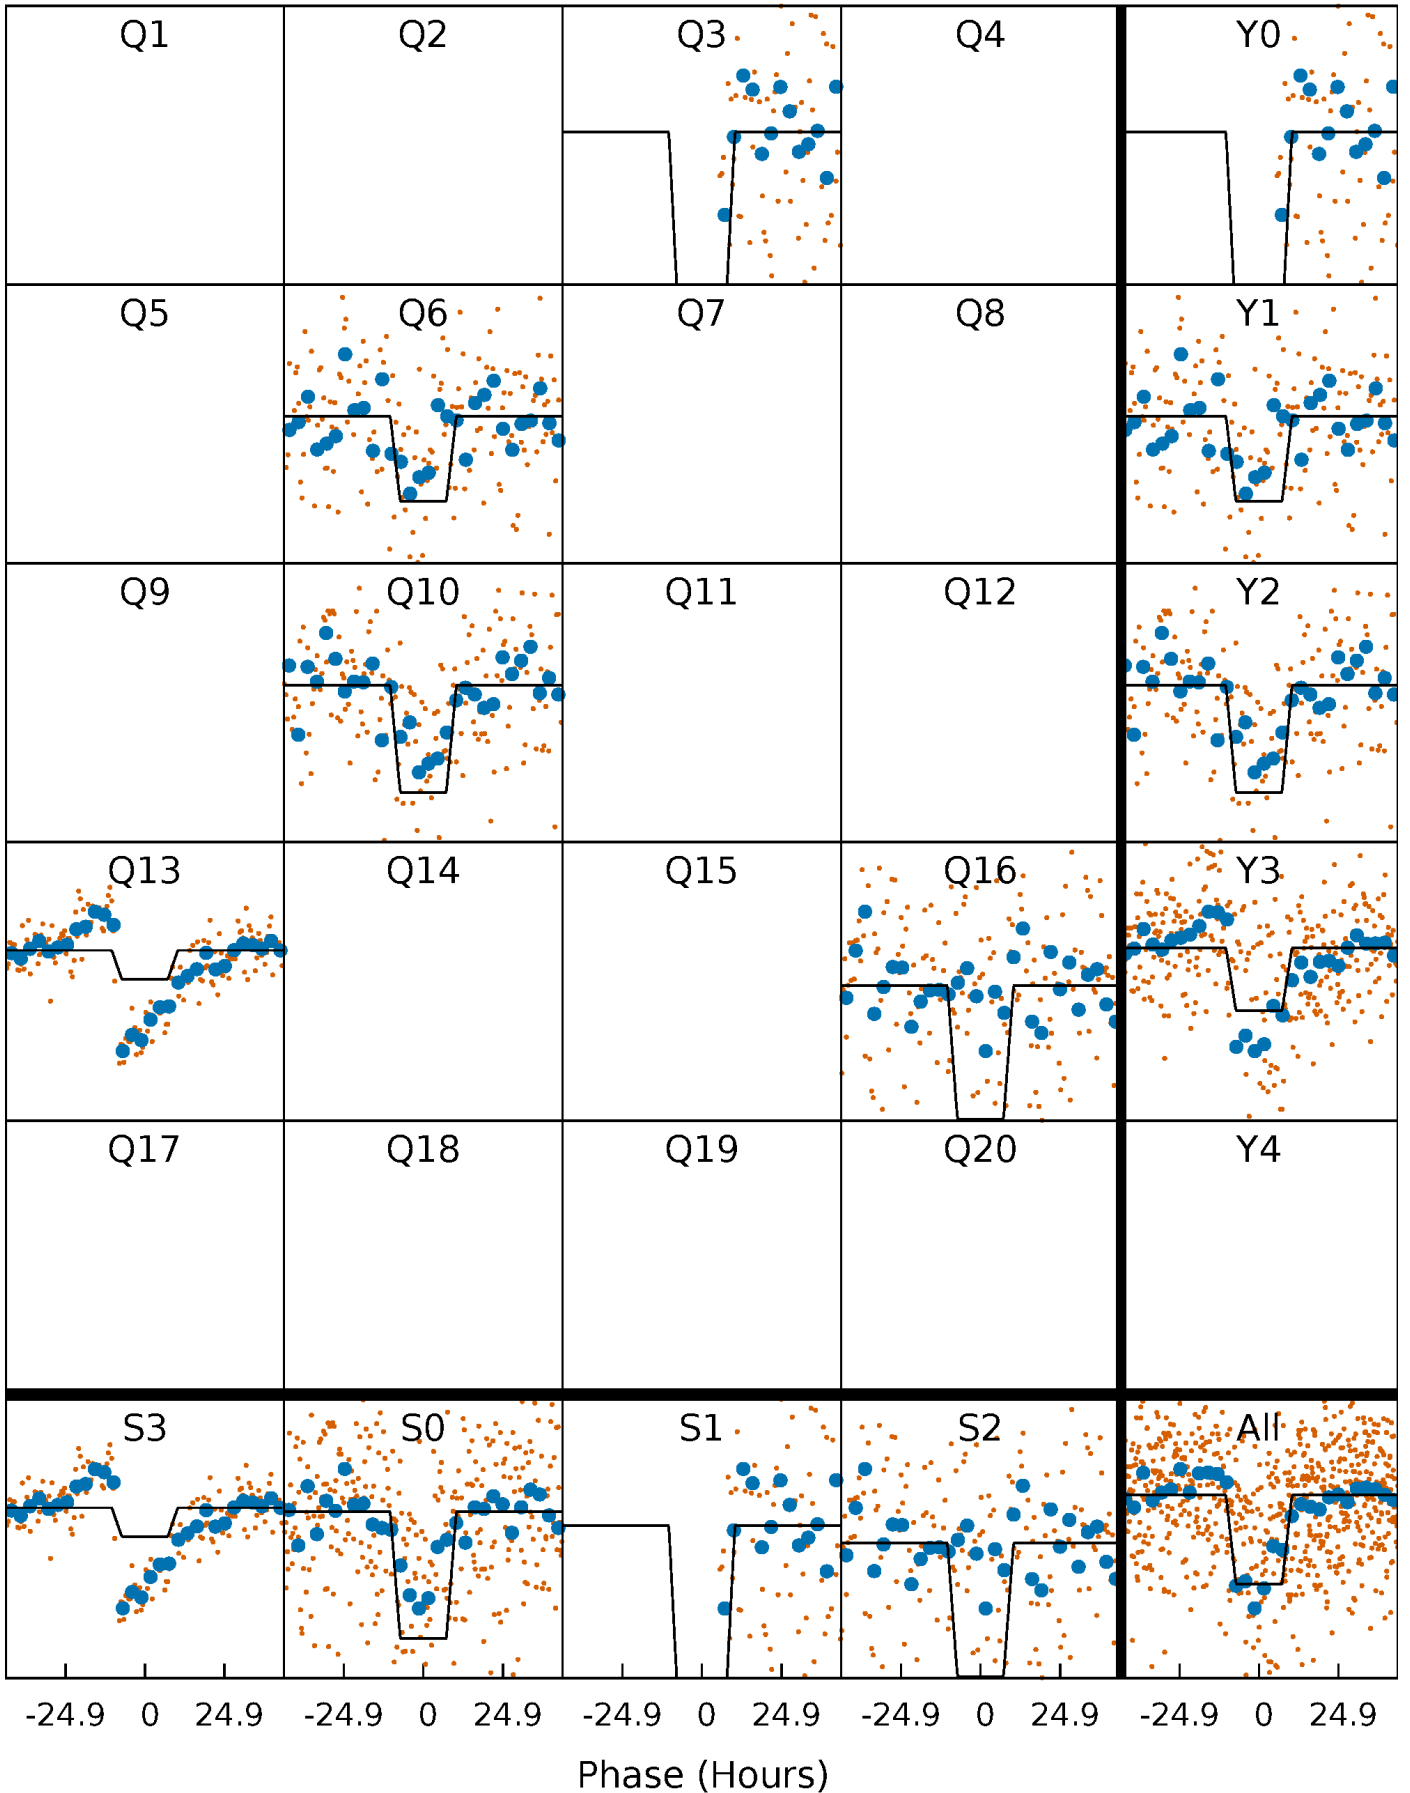 Q1 Q2 Q3 Q4 Y0
Q5 Q6 Q7 Q8 Y1
Q9 Q10 Q11 Q12 Y2
Q13 Q14 Q15 Q16 Y3
Q17 Q18 Q19 Q20 Y4
S3 S0 S1 S2 All
-24.9 0 24.9 -24.9 0 24.9 -24.9 0 24.9 -24.9 0 24.9 -24.9 0 24.9
Phase (Hours)